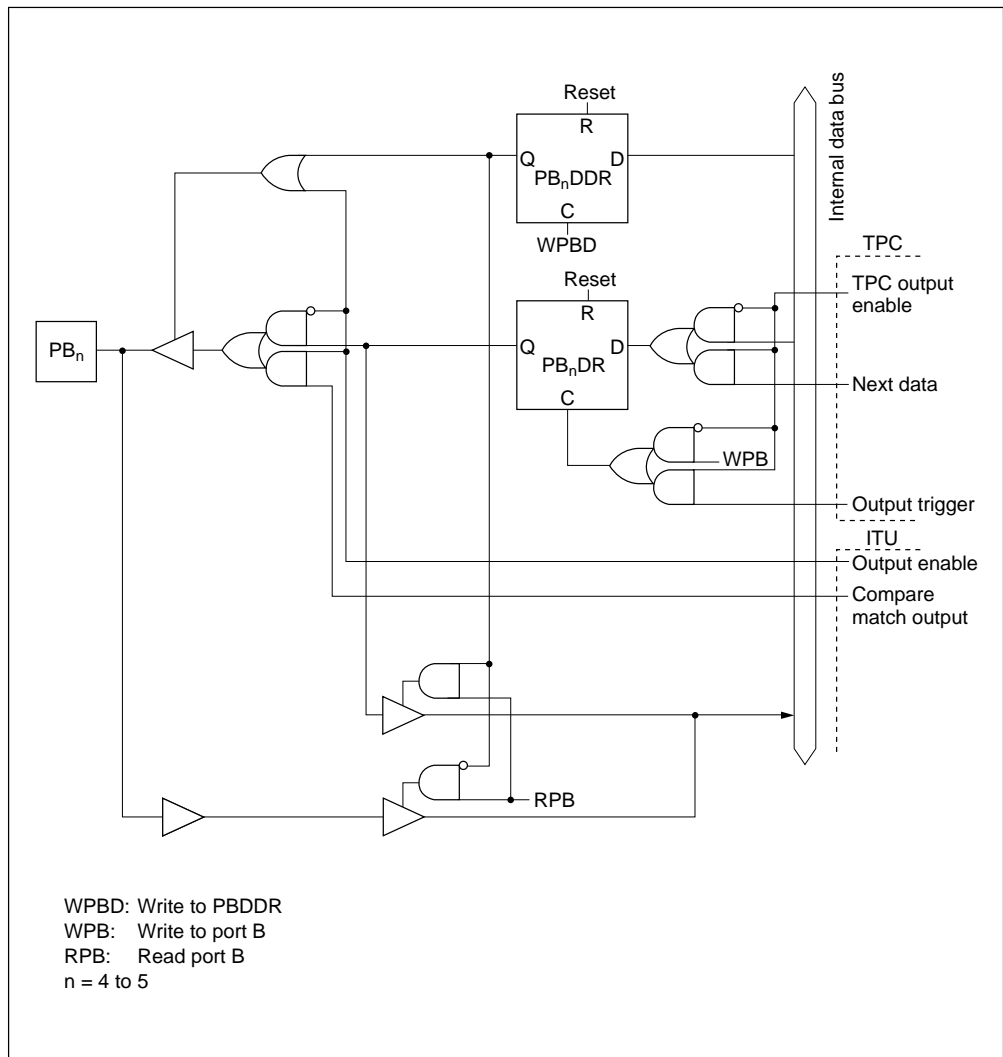 Reset
R
Q
D
PBnDDR
C
WPBD
Internal data bus
TPC
TPC output
enable
Reset
R
Q
D
PBnDR
C
PBn
Next data
WPB
Output trigger
ITU
Output enable
Compare
match output
RPB
WPBD: Write to PBDDR
WPB: Write to port B
RPB: Read port B
n = 4 to 5